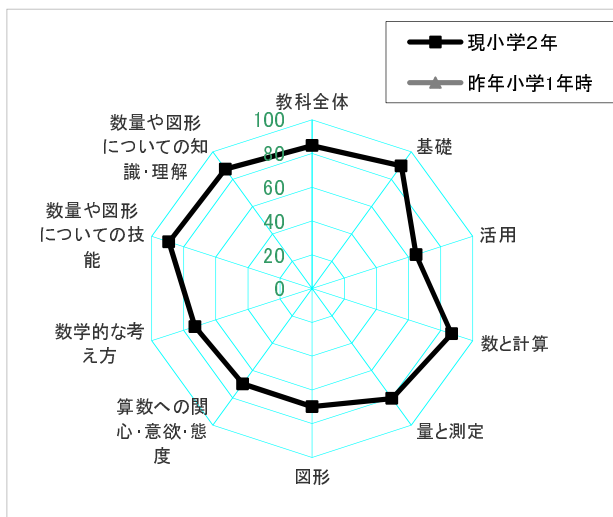 現小学2年
昨年小学1年時
教科全体
基礎
活用
数と計算
量と測定
図形
算数への関
心・意欲・態
度
数学的な考
え方
数量や図形
についての技
能
数量や図形
についての知
識・理解
100
80
60
40
20
0